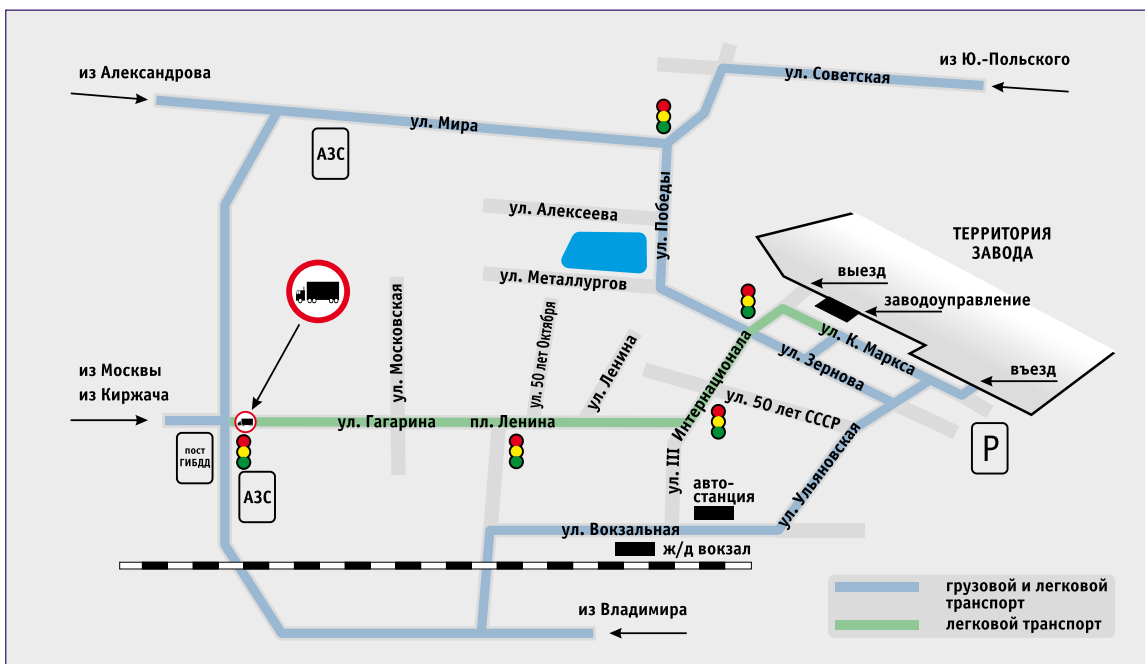 из Александрова
из Ю.-Польского
ул. Советская
ул. Мира
АЗС
ул. Победы
ул. Алексеева
ТЕРРИТОРИЯ
ЗАВОДА
выезд
ул. Металлургов
заводоуправление
ул. Московская
ул. 50 лет Октября
ул. Ленина
ул. К. Маркса
ул. Зернова
въезд
из Москвы
из Киржача
ул. 50 лет СССР
ул. Гагарина
пл. Ленина
ул. III Интернационала
пост
ГИБДД
АЗС
P
ул. Ульяновская
авто-
станция
ул. Вокзальная
ж/д вокзал
из Владимира
грузовой и легковой
транспорт
легковой транспорт